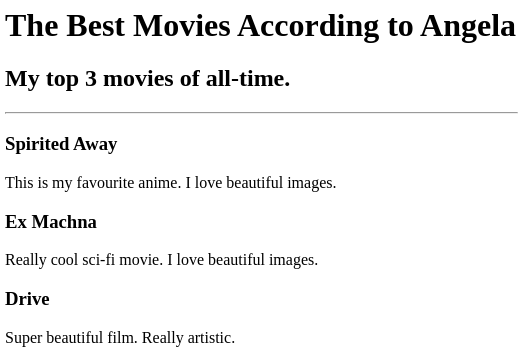 The Best Movies According to Angela
My top 3 movies of all-time.
Spirited Away
This is my favourite anime. I love beautiful images.
Ex Machna
Really cool sci-fi movie. I love beautiful images.
Drive
Super beautiful film. Really artistic.